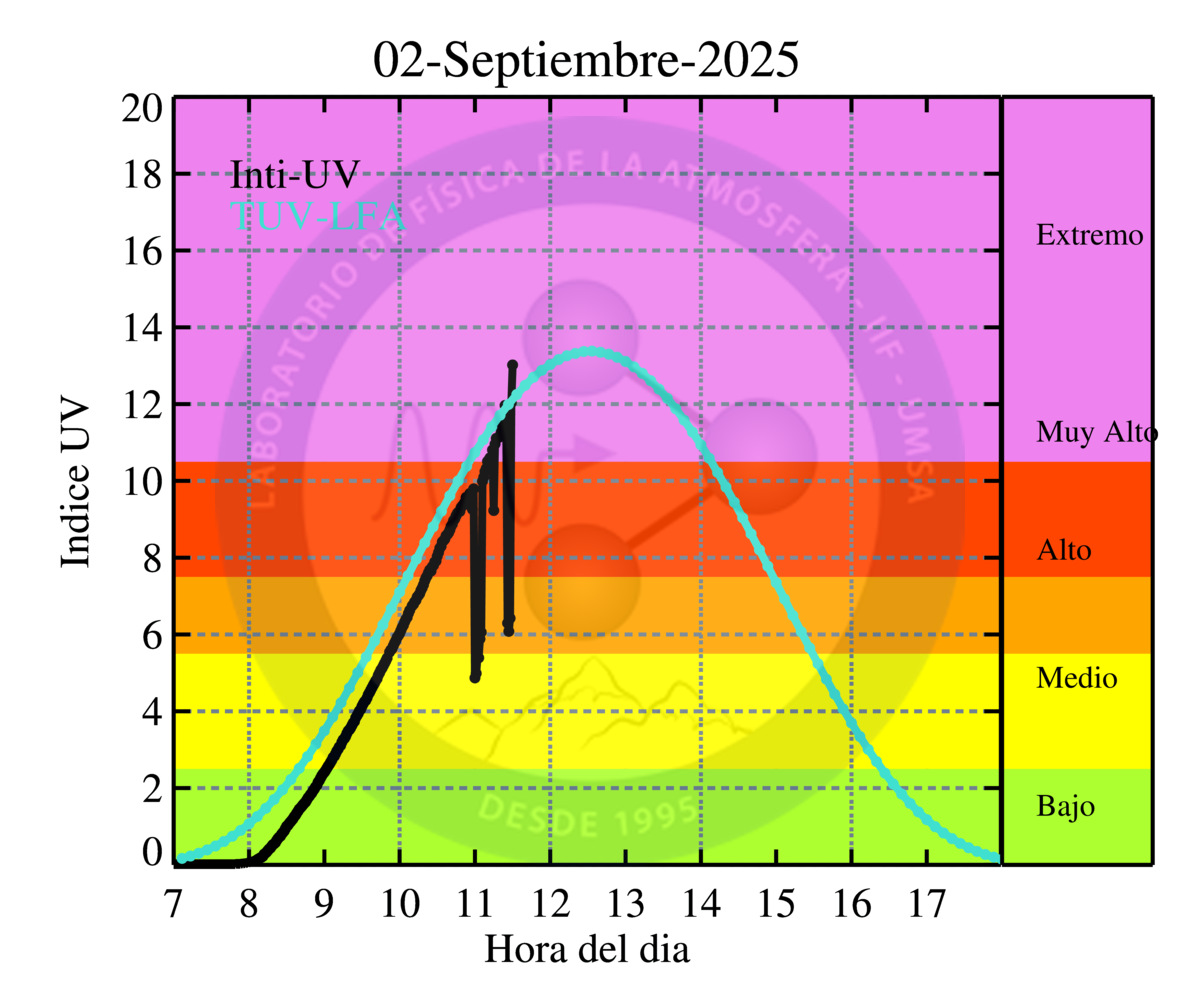 02-Septiembre-2025
Indice UV
20
18
16
14
12
10
8
6
4
2
0
Inti-UV
TUV-LFA
LABORATORIO DE FÍSICA DE LA ATMÓSFERA - IIF - UMSA
DESDE 1995
Extremo
Muy Alto
Alto
Medio
Bajo
7 8 9 10 11 12 13 14 15 16 17
Hora del dia